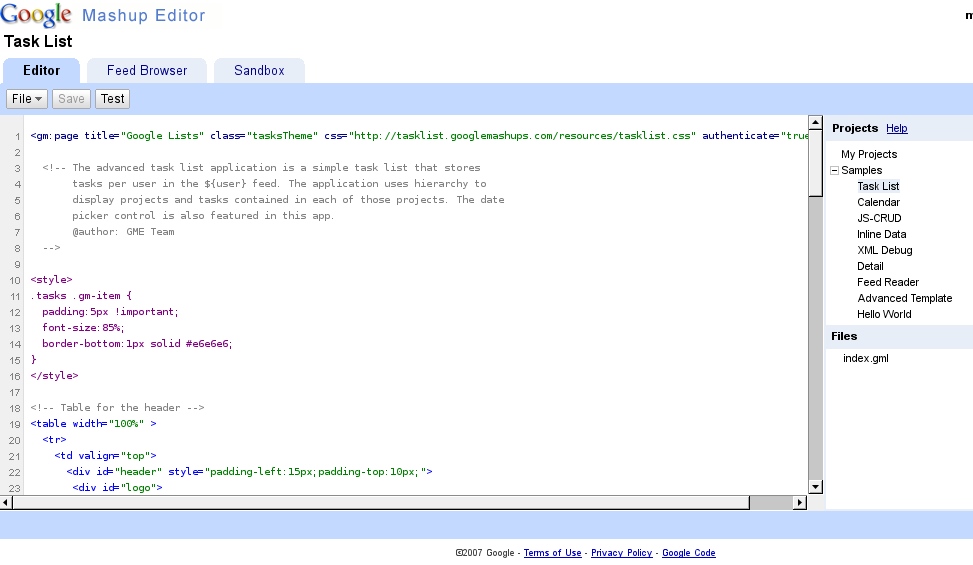 Google Mashup Editor
Task List
Editor Feed Browser Sandbox
File Save Test
1 <gm:page title="Google Lists" class="tasksTheme" css="http://tasklist.googlemashups.com/resources/tasklist.css" authenticate="true
2
3 <!-- The advanced task list application is a simple task list that stores
4 tasks per user in the ${user} feed. The application uses hierarchy to
5 display projects and tasks contained in each of those projects. The date
6 picker control is also featured in this app.
7 @author: GME Team
8 -->
9
10 <style>
11 .tasks .gm-item {
12 padding:5px !important;
13 font-size:85%;
14 border-bottom:1px solid #e6e6e6;
15 }
16 </style>
17
18 <!-- Table for the header -->
19 <table width="100%" >
20 <tr>
21 <td valign="top">
22 <div id="header" style="padding-left:15px;padding-top:10px;">
23 <div id="logo">
Projects Help
My Projects
Samples
Task List
Calendar
JS-CRUD
Inline Data
XML Debug
Detail
Feed Reader
Advanced Template
Hello World
Files
index.gml
©2007 Google - Terms of Use - Privacy Policy - Google Code